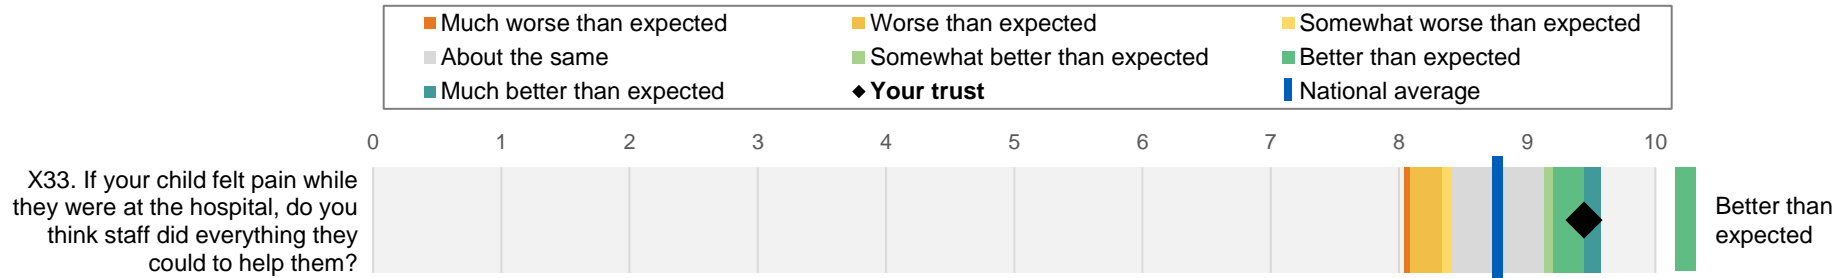 Much worse than expected
Worse than expected
Somewhat worse than expected
About the same
Somewhat better than expected
Better than expected
Much better than expected
Your trust
National average
0 1 2 3 4 5 6 7 8 9 10
X33. If your child felt pain while
they were at the hospital, do you
think staff did everything they
could to help them?
Better than
expected